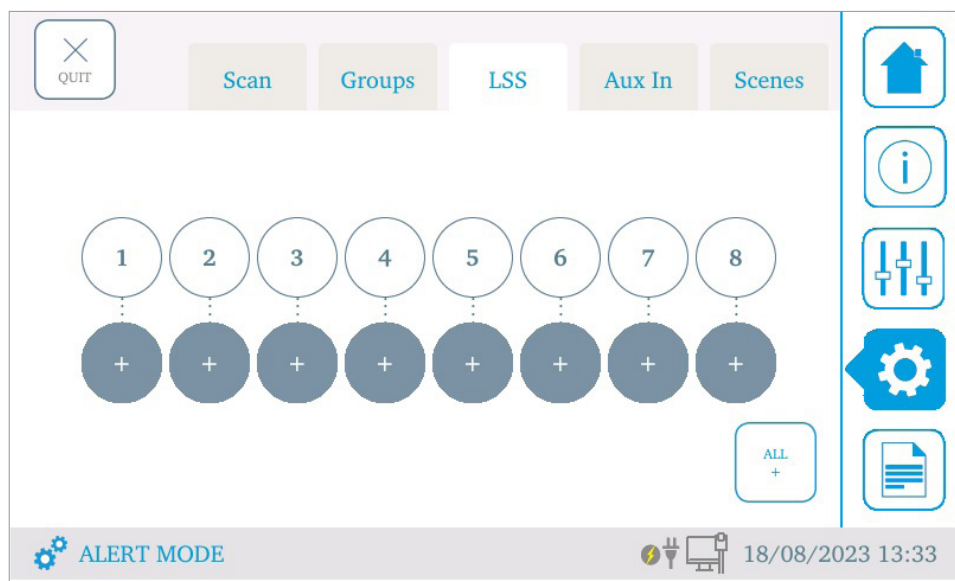 QUIT
Scan Groups LSS Aux In Scenes
1 2 3 4 5 6 7 8
+ + + + + + + +
ALL
+
ALERT MODE 18/08/2023 13:33